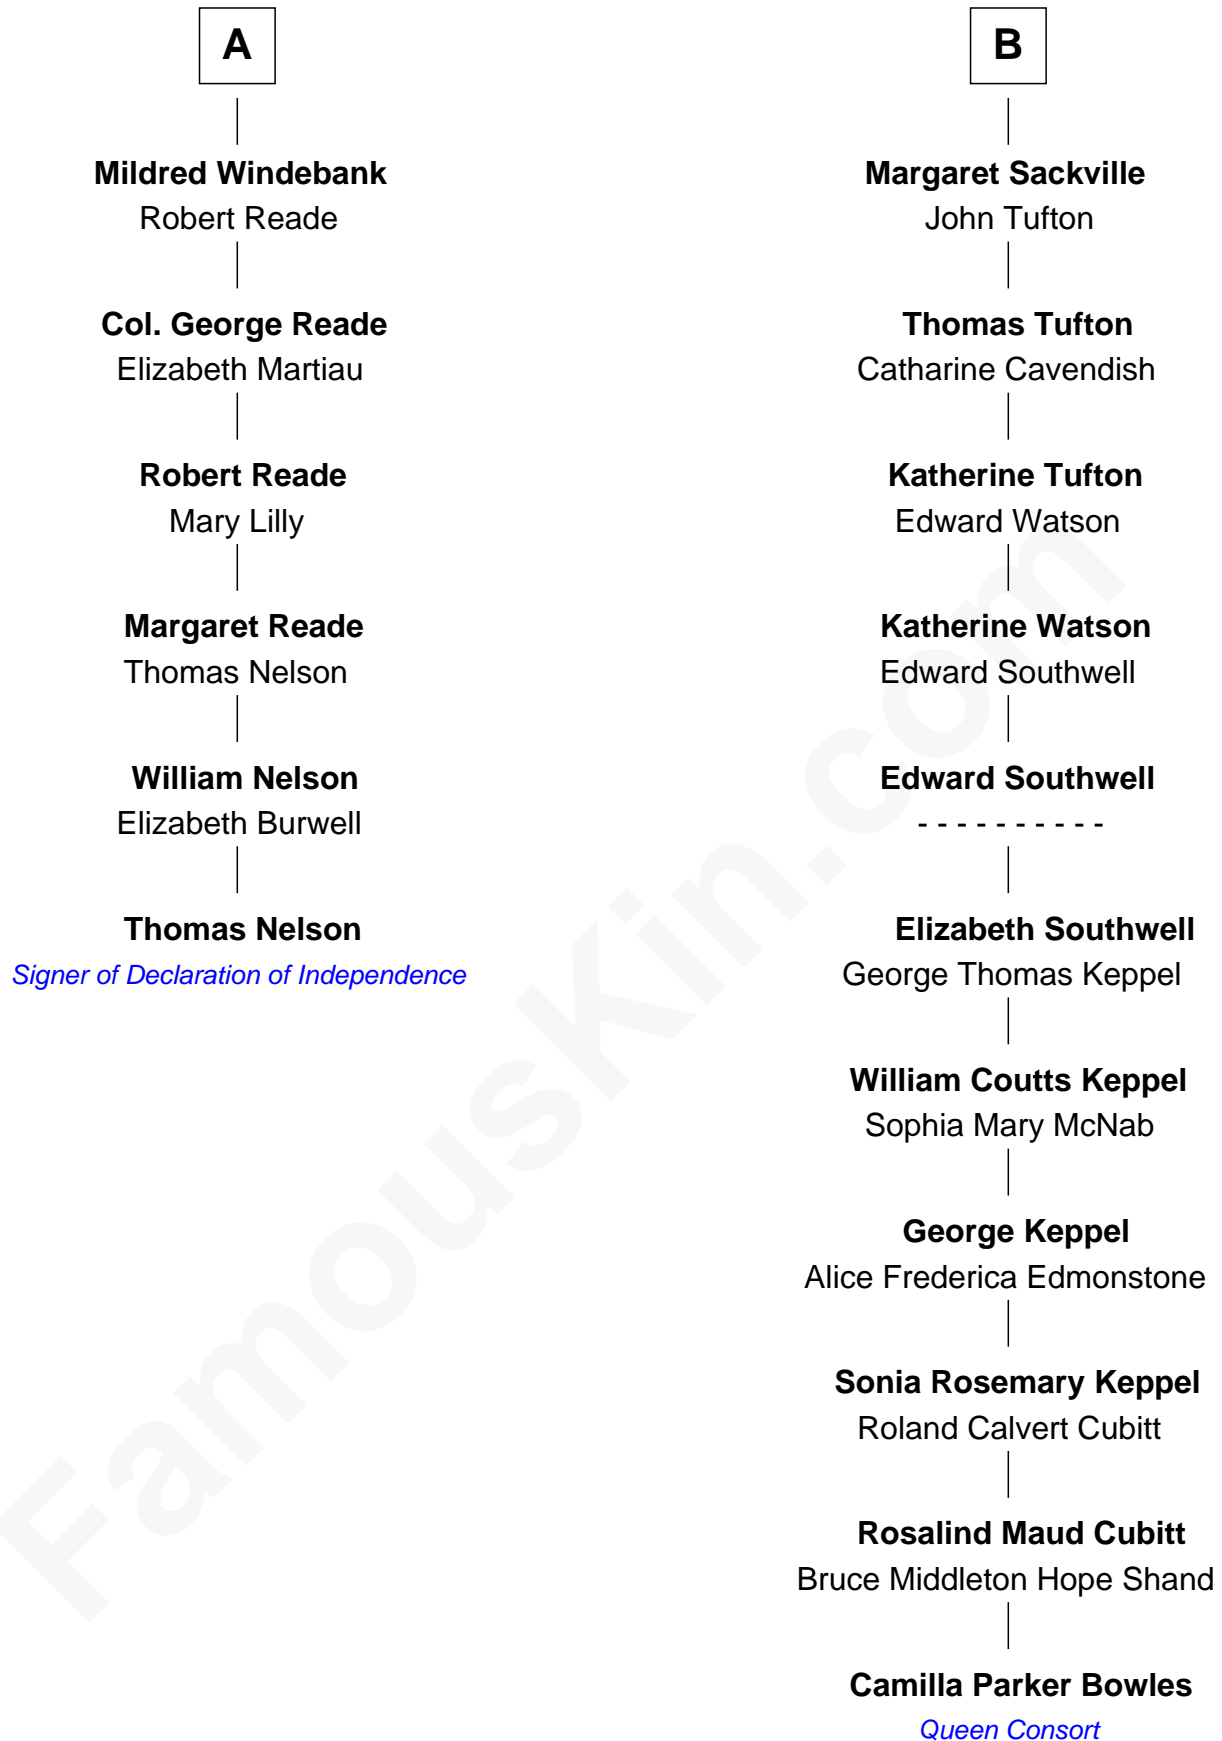 A
Mildred Windebank
Robert Reade
Col. George Reade
Elizabeth Martiau
Robert Reade
Mary Lilly
Margaret Reade
Thomas Nelson
William Nelson
Elizabeth Burwell
Thomas Nelson
Signer of Declaration of Independence
B
Margaret Sackville
John Tufton
Thomas Tufton
Catharine Cavendish
Katherine Tufton
Edward Watson
Katherine Watson
Edward Southwell
Edward Southwell
- - - - - - - - - -
Elizabeth Southwell
George Thomas Keppel
William Coutts Keppel
Sophia Mary McNab
George Keppel
Alice Frederica Edmonstone
Sonia Rosemary Keppel
Roland Calvert Cubitt
Rosalind Maud Cubitt
Bruce Middleton Hope Shand
Camilla Parker Bowles
Queen Consort
FamousKin.com